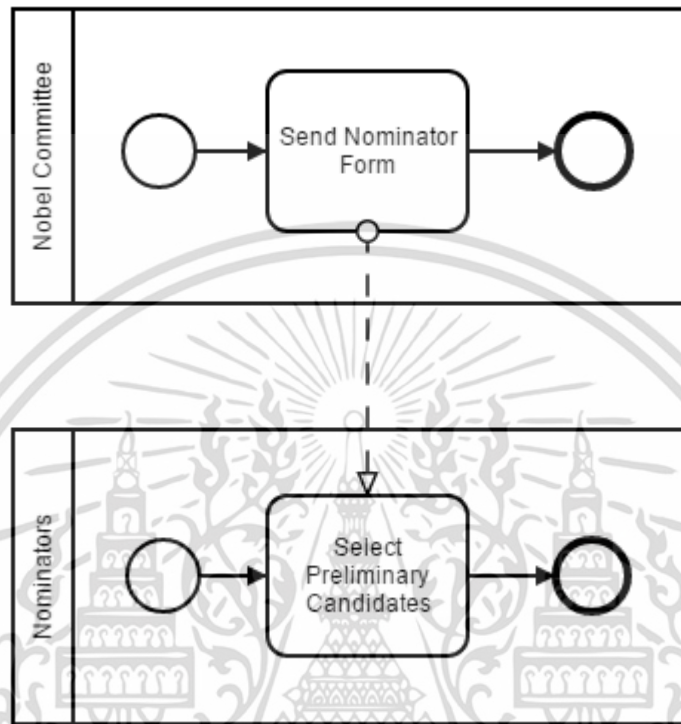 Nobel Committee
Send Nominator
Form
Nominators
Select
Preliminary
Candidates